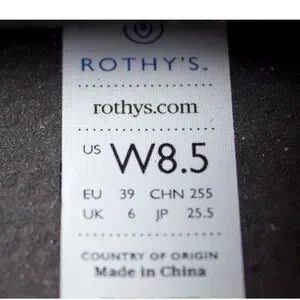 ROTHY'S™
rothys.com
US W8.5
EU 39 CHN 255
UK 6 JP 25.5
COUNTRY OF ORIGIN
Made in China